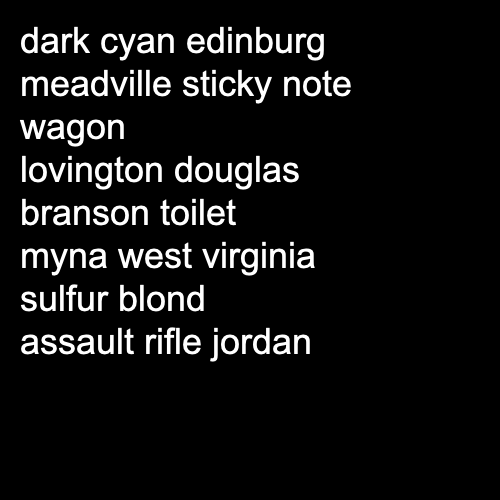 dark cyan edinburg
meadville sticky note
wagon
lovington douglas
branson toilet
myna west virginia
sulfur blond
assault rifle jordan